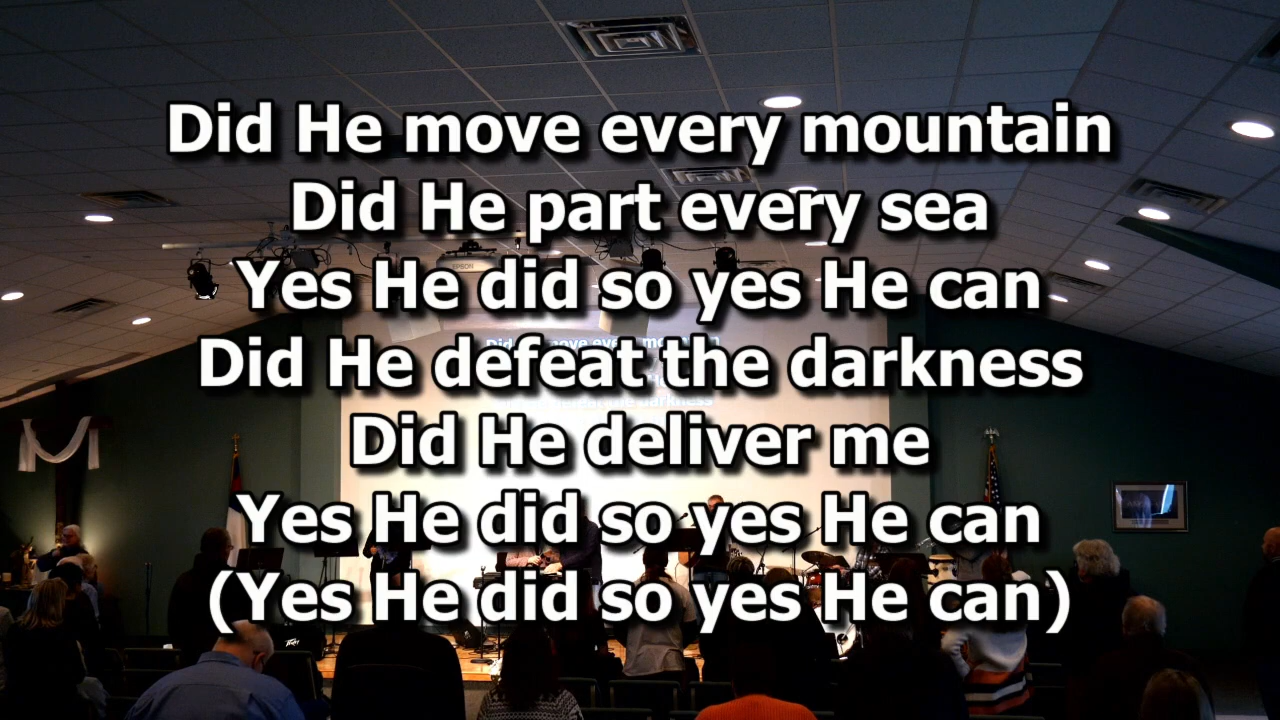 Did He move every mountain
Did He part every sea
Yes He did so yes He can
Did He defeat the darkness
Did He deliver me
Yes He did so yes He can
(Yes He did so yes He can)
EPSON